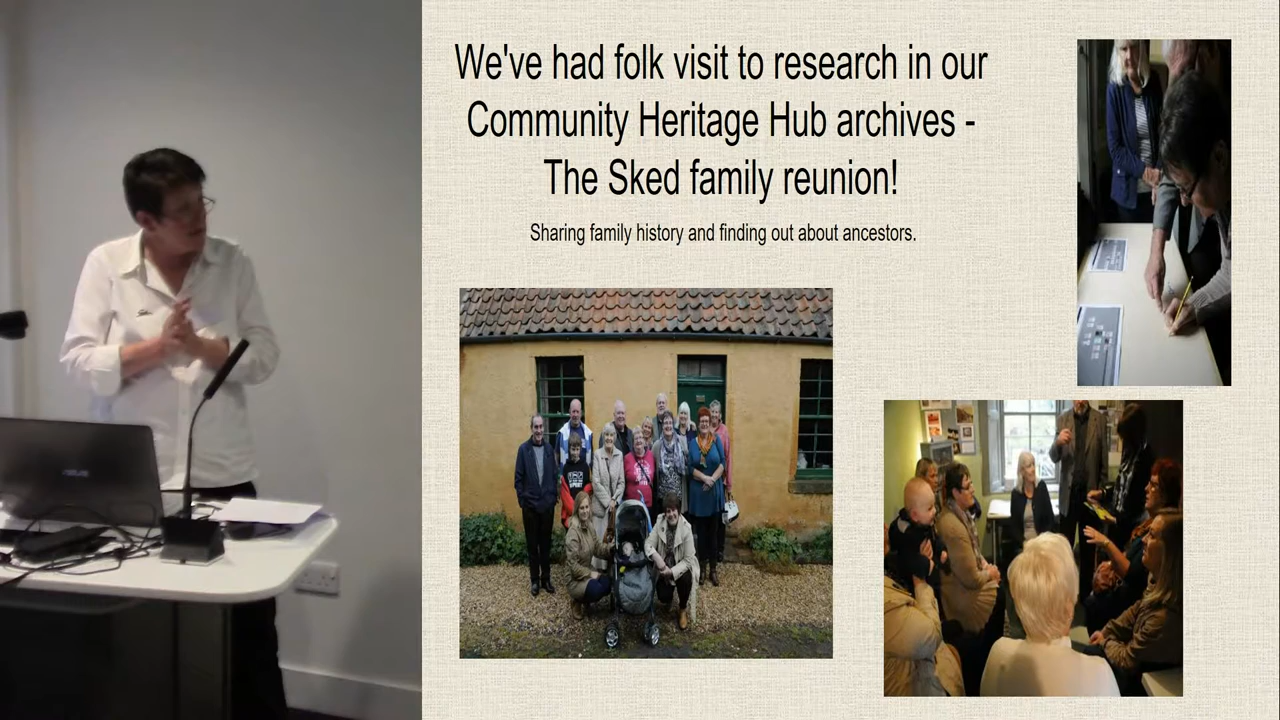 We've had folk visit to research in our
Community Heritage Hub archives -
The Sked family reunion!
Sharing family history and finding out about ancestors.
ASUS